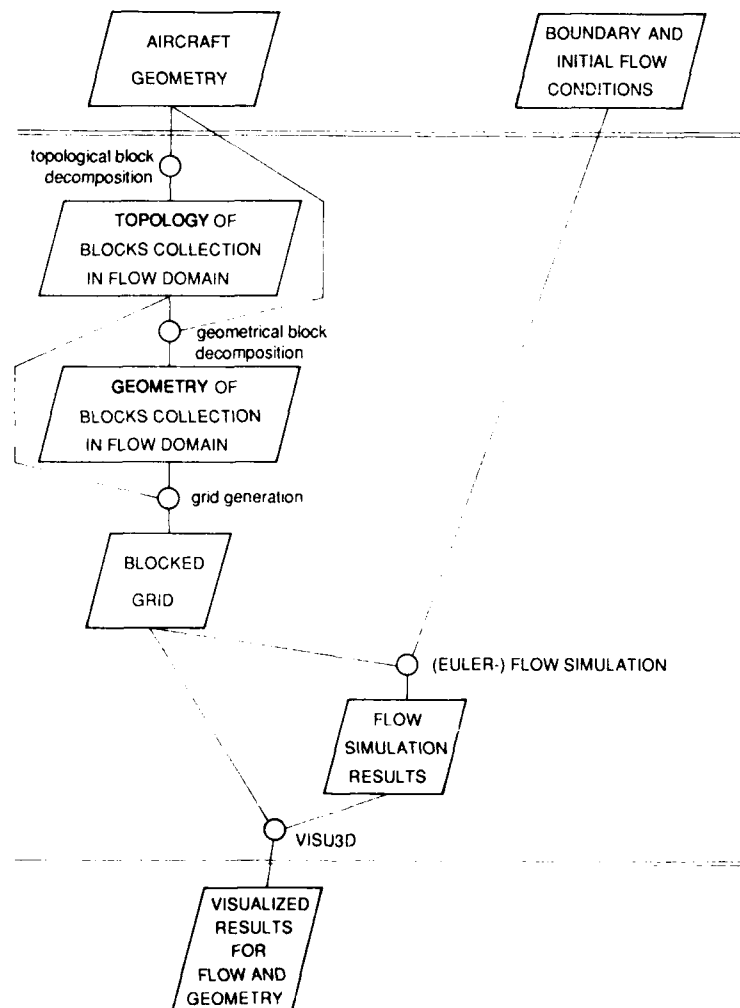 AIRCRAFT
GEOMETRY
BOUNDARY AND
INITIAL FLOW
CONDITIONS
topological block
decomposition
TOPOLOGY OF
BLOCKS COLLECTION
IN FLOW DOMAIN
geometrical block
decomposition
GEOMETRY OF
BLOCKS COLLECTION
IN FLOW DOMAIN
grid generation
BLOCKED
GRID
(EULER-) FLOW SIMULATION
FLOW
SIMULATION
RESULTS
VISU3D
VISUALIZED
RESULTS
FOR
FLOW AND
GEOMETRY